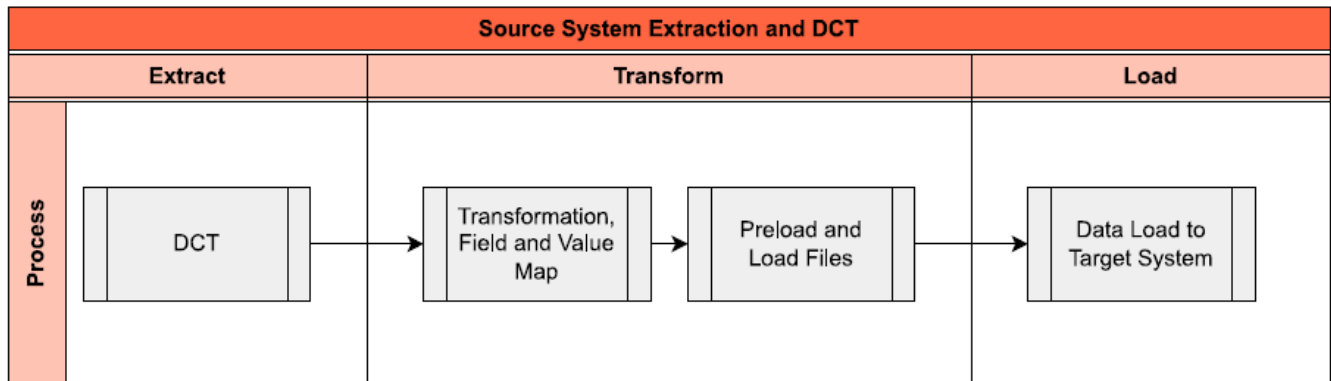 Source System Extraction and DCT
Extract
Transform
Load
Process
DCT
Transformation,
Field and Value
Map
Preload and
Load Files
Data Load to
Target System